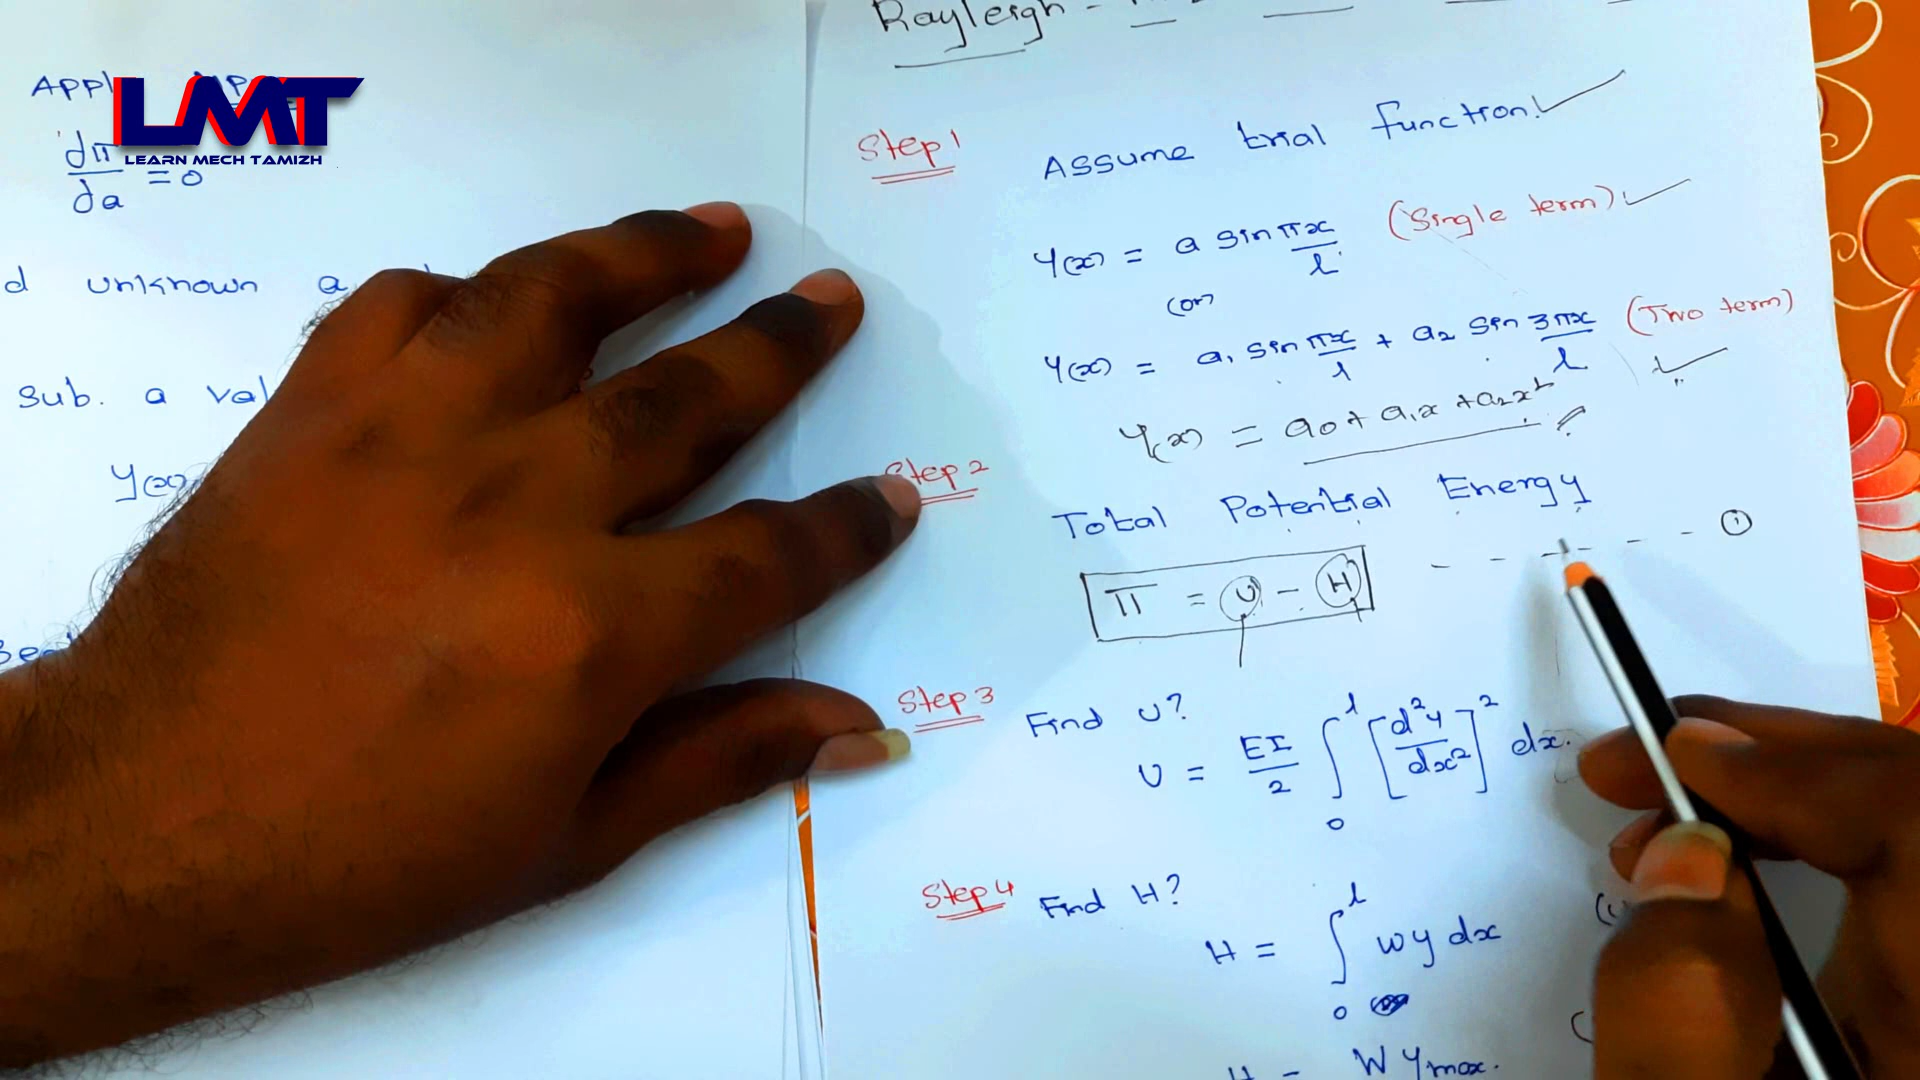 LMT
LEARN MECH TAMIZH
dπ/da = 0
unknown a
Sub. a
y(x)
Rayleigh -
Step 1
Assume trial function.
y(x) = a sin πx/l (Single term)
(or)
y(x) = a₁ sin πx/l + a₂ sin 3πx/l (Two term)
y(x) = a₀ + a₁x + a₂x²
Step 2
Total Potential Energy
π = U - H - - - - - - ①
Step 3
Find U?
U = EI/2 ∫₀ˡ [d²y/dx²]² dx.
Step 4
Find H?
H = ∫₀ˡ wy dx
H = W ymax.